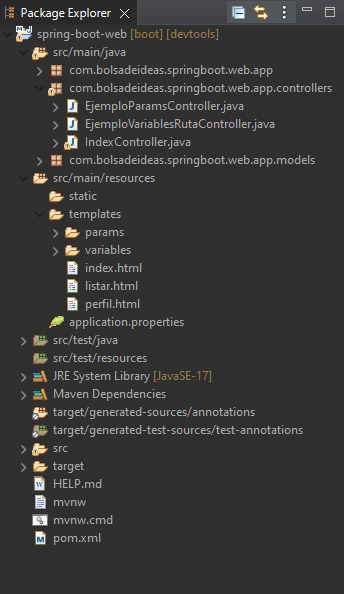 Package Explorer
spring-boot-web [boot] [devtools]
src/main/java
com.bolsadeideas.springboot.web.app
com.bolsadeideas.springboot.web.app.controllers
EjemploParamsController.java
EjemploVariablesRutaController.java
IndexController.java
com.bolsadeideas.springboot.web.app.models
src/main/resources
static
templates
params
variables
index.html
listar.html
perfil.html
application.properties
src/test/java
src/test/resources
JRE System Library [JavaSE-17]
Maven Dependencies
target/generated-sources/annotations
target/generated-test-sources/test-annotations
src
target
HELP.md
mvnw
mvnw.cmd
pom.xml